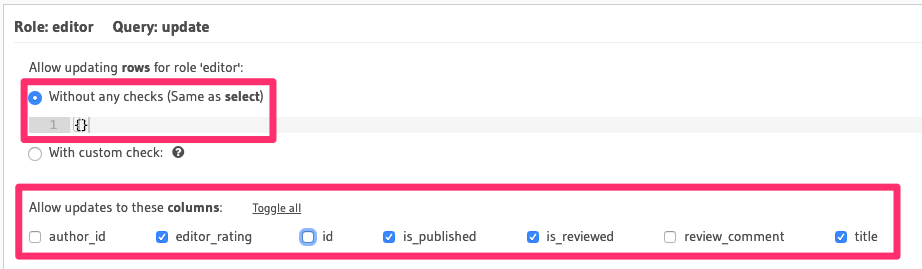 Role: editor Query: update
Allow updating rows for role 'editor':
Without any checks (Same as select)
1 {}
With custom check: ?
Allow updates to these columns: Toggle all
author_id editor_rating id is_published is_reviewed review_comment title